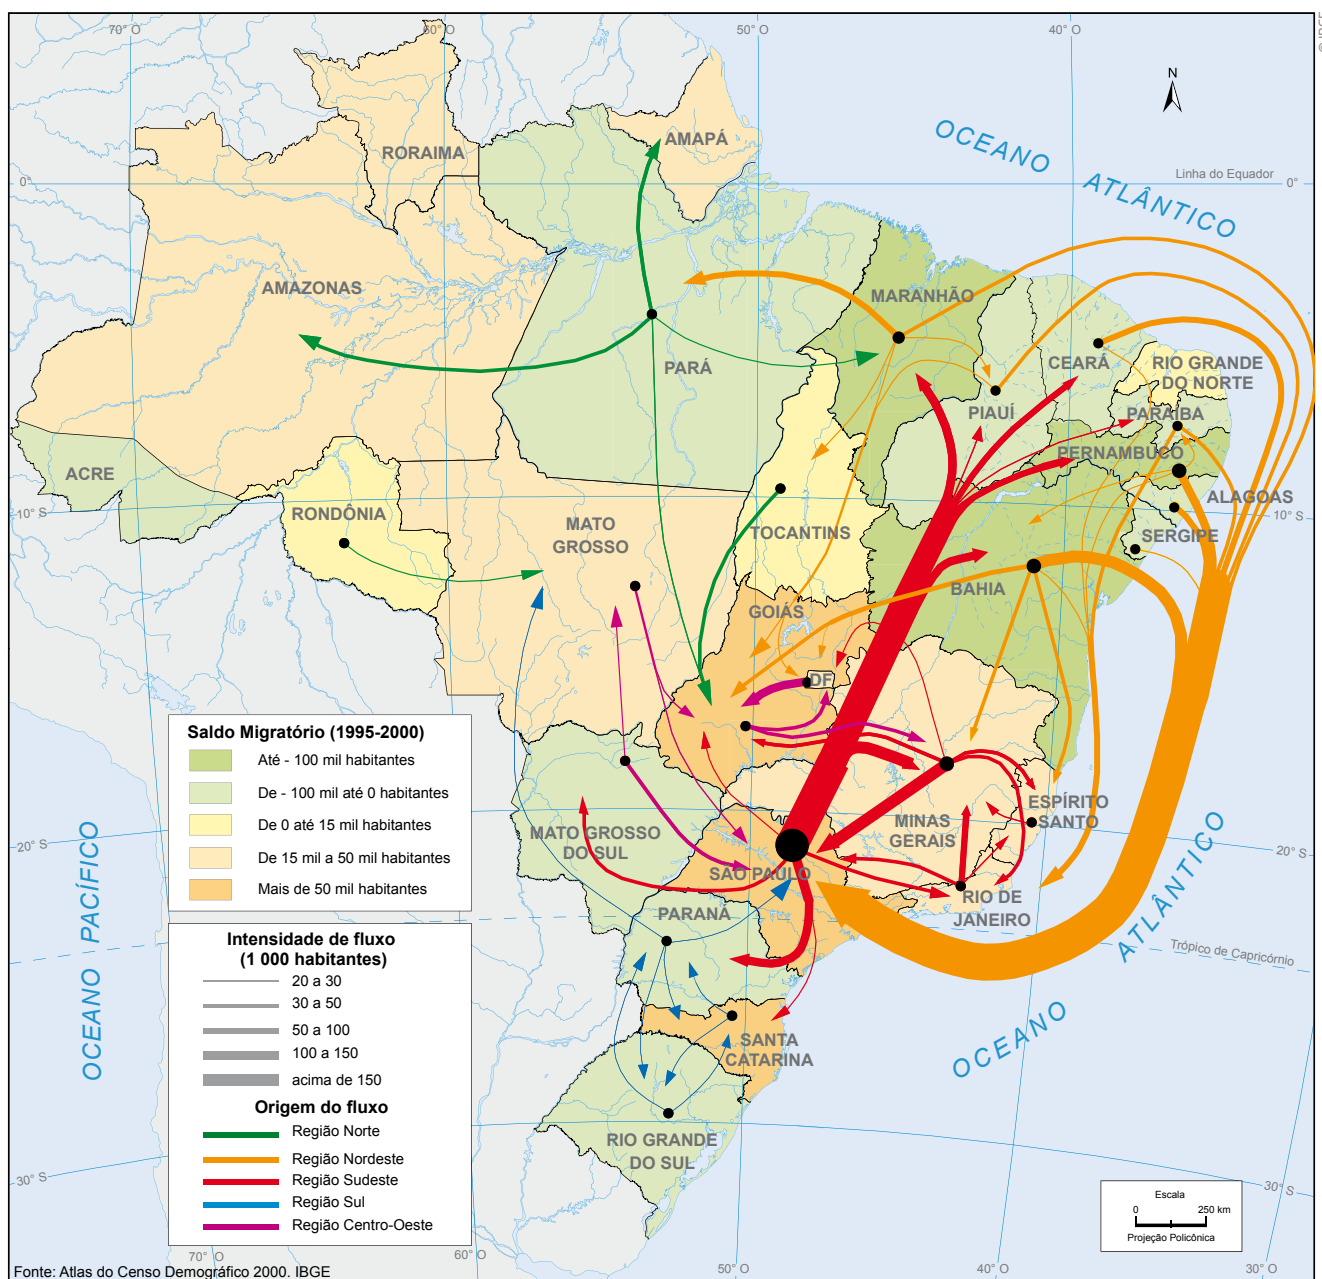 70° O
60° O
50° O
40° O
© IBGE
N
OCEANO ATLÂNTICO
Linha do Equador
0°
0°
RORAIMA
AMAPÁ
AMAZONAS
MARANHÃO
PARÁ
CEARÁ
RIO GRANDE
DO NORTE
PIAUÍ
PARAÍBA
PERNAMBUCO
ACRE
RONDÔNIA
ALAGOAS
10° S
10° S
MATO
GROSSO
TOCANTINS
SERGIPE
BAHIA
GOIÁS
DF
Saldo Migratório (1995-2000)
Até - 100 mil habitantes
De - 100 mil até 0 habitantes
De 0 até 15 mil habitantes
De 15 mil a 50 mil habitantes
Mais de 50 mil habitantes
ESPÍRITO
SANTO
MINAS
GERAIS
MATO GROSSO
DO SUL
20° S
20° S
SÃO PAULO
RIO DE
JANEIRO
PARANÁ
OCEANO PACÍFICO
OCEANO ATLÂNTICO
Trópico de Capricórnio
Intensidade de fluxo
(1 000 habitantes)
20 a 30
30 a 50
50 a 100
100 a 150
acima de 150
SANTA
CATARINA
Origem do fluxo
Região Norte
Região Nordeste
Região Sudeste
Região Sul
Região Centro-Oeste
RIO GRANDE
DO SUL
30° S
30° S
Escala
0 250 km
Projeção Policônica
70° O
60° O
50° O
40° O
30° O
Fonte: Atlas do Censo Demográfico 2000. IBGE